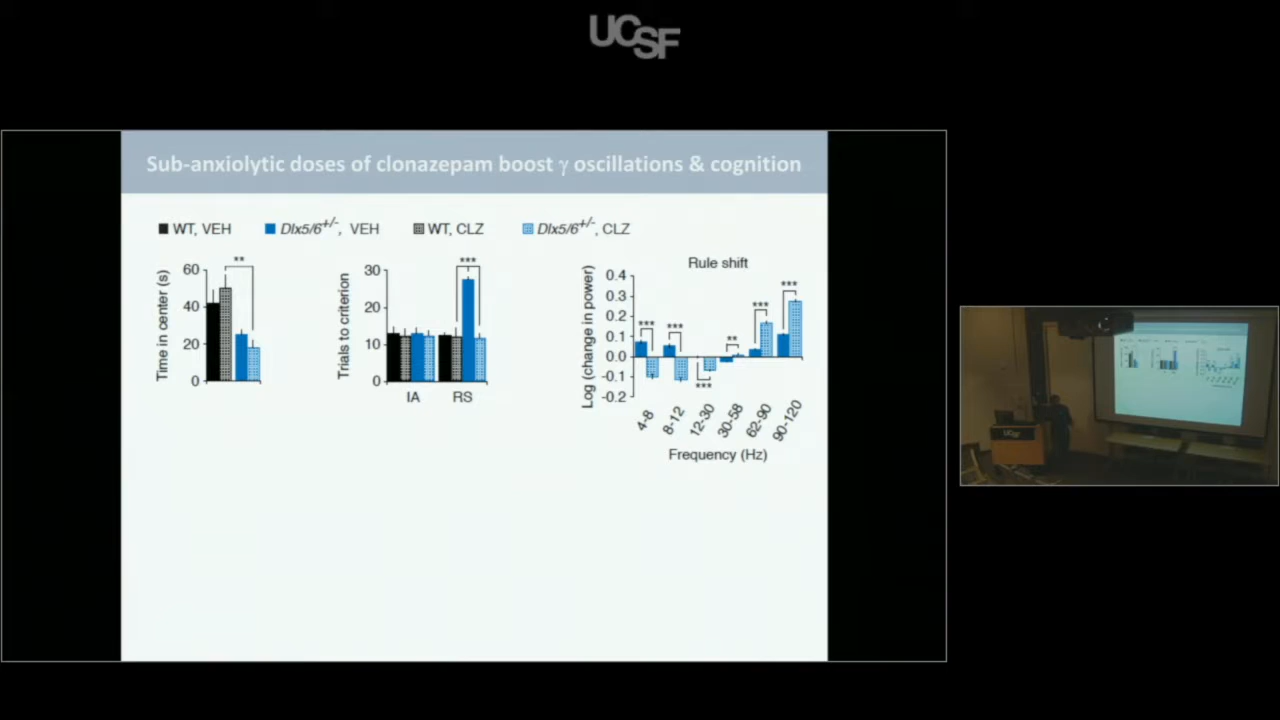 UCSF
Sub-anxiolytic doses of clonazepam boost γ oscillations & cognition
WT, VEH
Dlx5/6+/-, VEH
WT, CLZ
Dlx5/6+/-, CLZ
Time in center (s)
60
40
20
0
**
Trials to criterion
30
20
10
0
***
IA
RS
Rule shift
Log (change in power)
0.4
0.3
0.2
0.1
0.0
-0.1
-0.2
***
***
***
**
***
***
4-8
8-12
12-30
30-58
62-90
90-120
Frequency (Hz)
UCSF